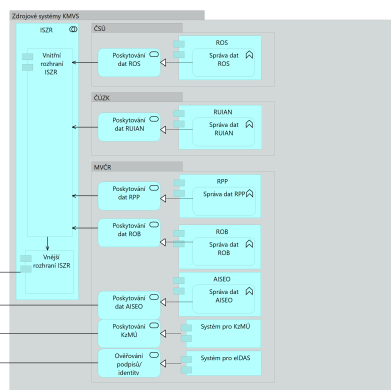 Zdrojové systémy KMVS
ISZR
Vnitřní
rozhraní
ISZR
Vnější
rozhraní ISZR
ČSÚ
Poskytování
dat ROS
ROS
Správa dat
ROS
ČÚZK
Poskytování
dat RUIAN
RUIAN
Správa dat
RUIAN
MVČR
Poskytování
dat RPP
RPP
Správa dat RPP
Poskytování
dat ROB
ROB
Správa dat
ROB
AISEO
Správa dat
AISEO
Poskytování
dat AISEO
Poskytování
KzMÚ
Systém pro KzMÚ
Ověřování
podpisů/
identity
Systém pro eIDAS